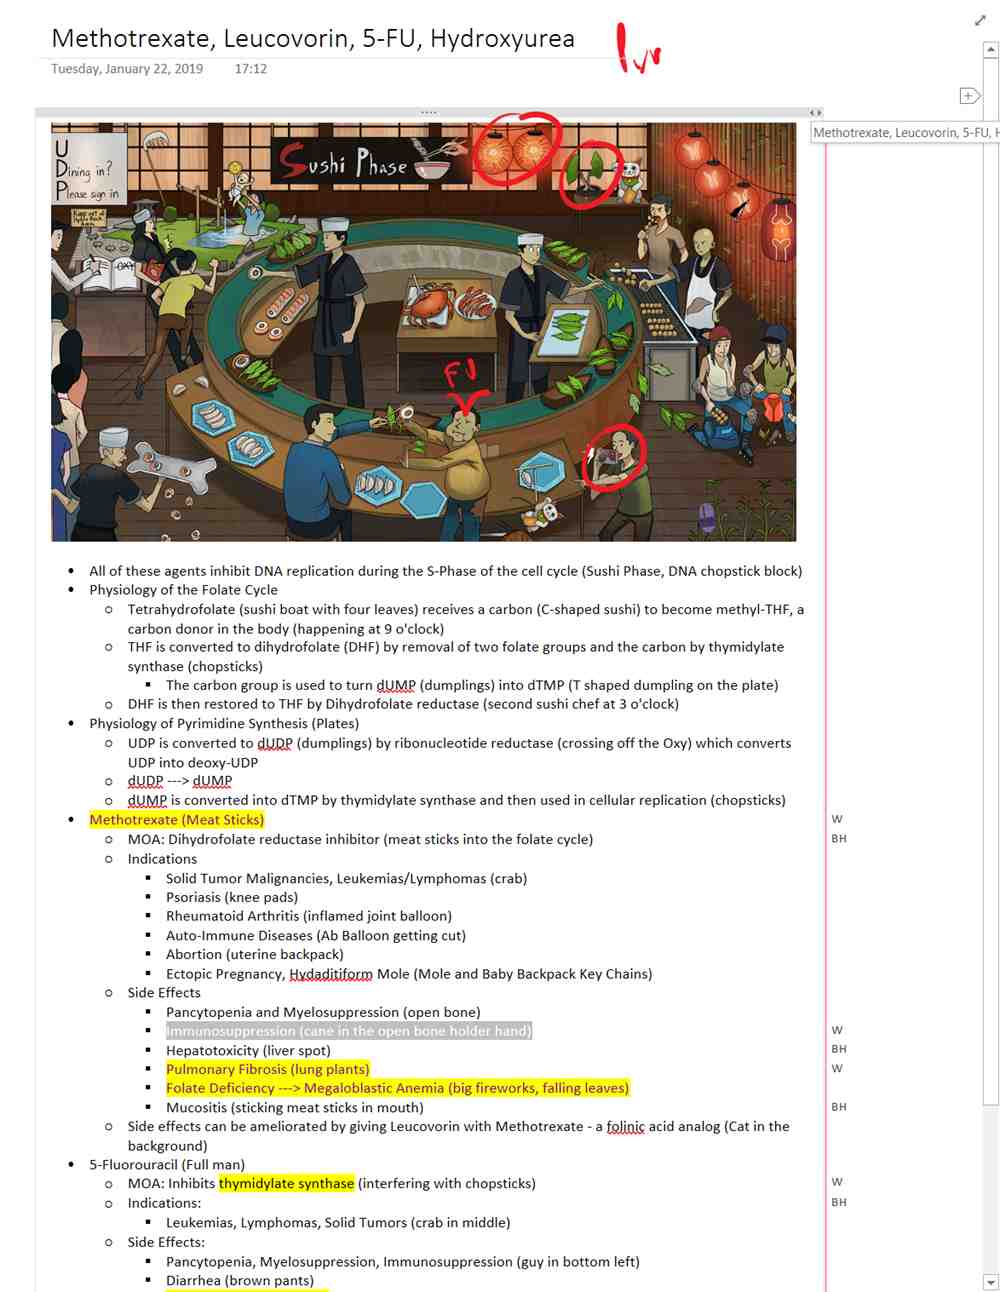 Methotrexate, Leucovorin, 5-FU, Hydroxyurea
1yr
Tuesday, January 22, 2019 17:12
Methotrexate, Leucovorin, 5-FU, H
UDP
Dining in?
Please sign in
Sushi Phase
OXY
FU
• All of these agents inhibit DNA replication during the S-Phase of the cell cycle (Sushi Phase, DNA chopstick block)
• Physiology of the Folate Cycle
○ Tetrahydrofolate (sushi boat with four leaves) receives a carbon (C-shaped sushi) to become methyl-THF, a
carbon donor in the body (happening at 9 o'clock)
○ THF is converted to dihydrofolate (DHF) by removal of two folate groups and the carbon by thymidylate
synthase (chopsticks)
▪ The carbon group is used to turn dUMP (dumplings) into dTMP (T shaped dumpling on the plate)
○ DHF is then restored to THF by Dihydrofolate reductase (second sushi chef at 3 o'clock)
• Physiology of Pyrimidine Synthesis (Plates)
○ UDP is converted to dUDP (dumplings) by ribonucleotide reductase (crossing off the Oxy) which converts
UDP into deoxy-UDP
○ dUDP ---> dUMP
○ dUMP is converted into dTMP by thymidylate synthase and then used in cellular replication (chopsticks)
• Methotrexate (Meat Sticks) W
○ MOA: Dihydrofolate reductase inhibitor (meat sticks into the folate cycle) BH
○ Indications
▪ Solid Tumor Malignancies, Leukemias/Lymphomas (crab)
▪ Psoriasis (knee pads)
▪ Rheumatoid Arthritis (inflamed joint balloon)
▪ Auto-Immune Diseases (Ab Balloon getting cut)
▪ Abortion (uterine backpack)
▪ Ectopic Pregnancy, Hydaditiform Mole (Mole and Baby Backpack Key Chains)
○ Side Effects
▪ Pancytopenia and Myelosuppression (open bone)
▪ Immunosuppression (cane in the open bone holder hand) W
▪ Hepatotoxicity (liver spot) BH
▪ Pulmonary Fibrosis (lung plants) W
▪ Folate Deficiency ---> Megaloblastic Anemia (big fireworks, falling leaves)
▪ Mucositis (sticking meat sticks in mouth) BH
○ Side effects can be ameliorated by giving Leucovorin with Methotrexate - a folinic acid analog (Cat in the
background)
• 5-Fluorouracil (Full man)
○ MOA: Inhibits thymidylate synthase (interfering with chopsticks) W
○ Indications: BH
▪ Leukemias, Lymphomas, Solid Tumors (crab in middle)
○ Side Effects:
▪ Pancytopenia, Myelosuppression, Immunosuppression (guy in bottom left)
▪ Diarrhea (brown pants)